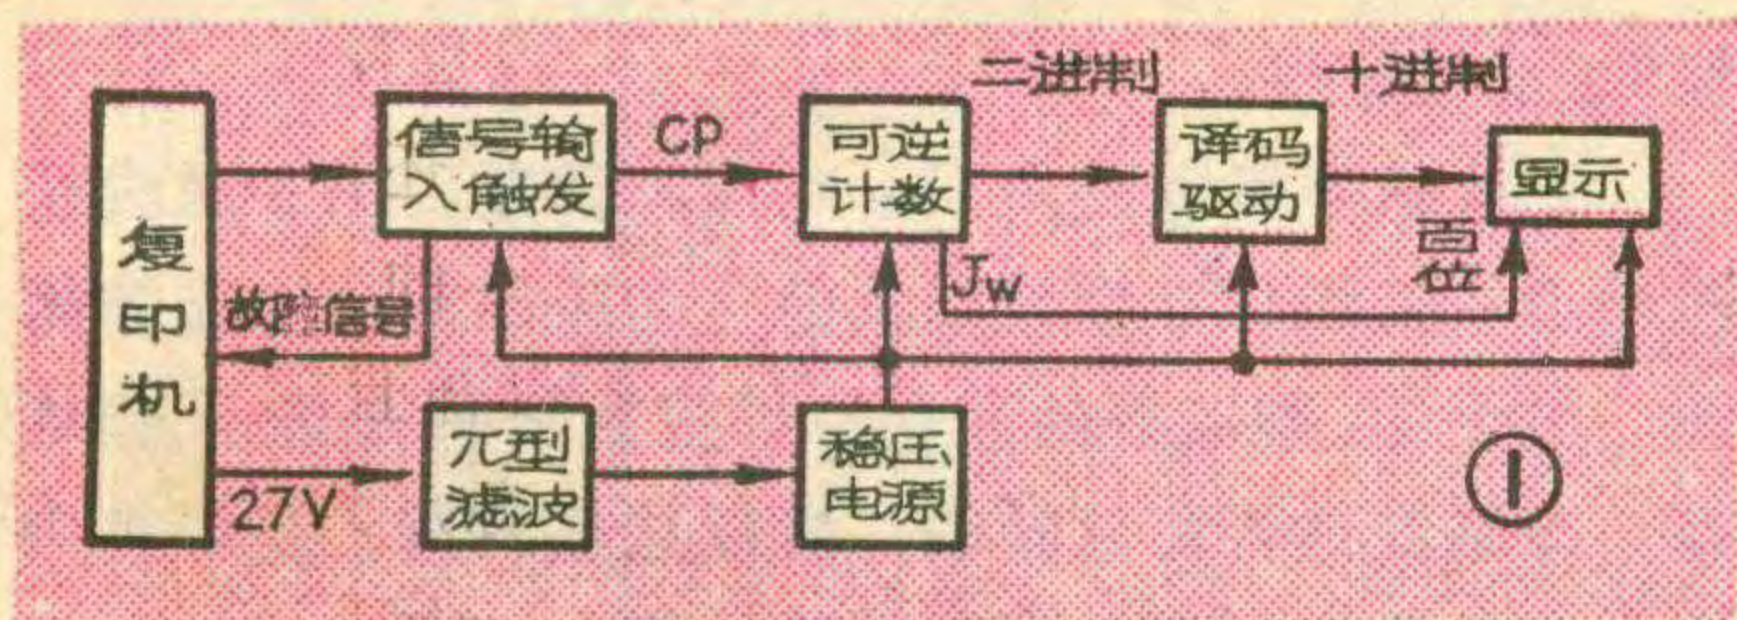 二进制
十进制
复
印
机
信号输
入触发
CP
可逆
计数
译码
驱动
显示
百
位
Jw
故障信号
27V
π型
滤波
稳压
电源
①